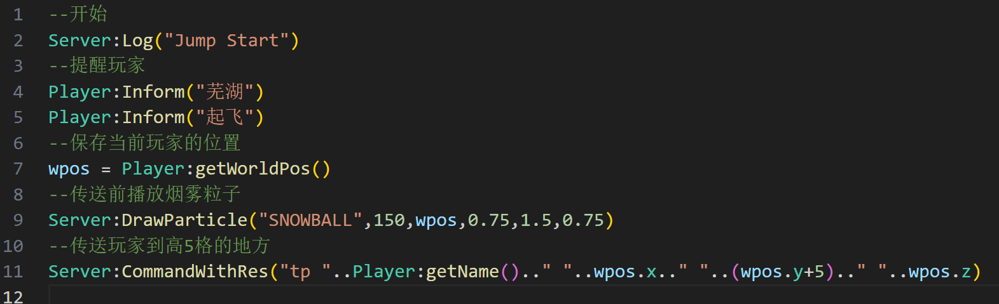 1 --开始
2 Server:Log("Jump Start")
3 --提醒玩家
4 Player:Inform("芜湖")
5 Player:Inform("起飞")
6 --保存当前玩家的位置
7 wpos = Player:getWorldPos()
8 --传送前播放烟雾粒子
9 Server:DrawParticle("SNOWBALL",150,wpos,0.75,1.5,0.75)
10 --传送玩家到高5格的地方
11 Server:CommandWithRes("tp "..Player:getName().." "..wpos.x.." "..(wpos.y+5).." "..wpos.z)
12